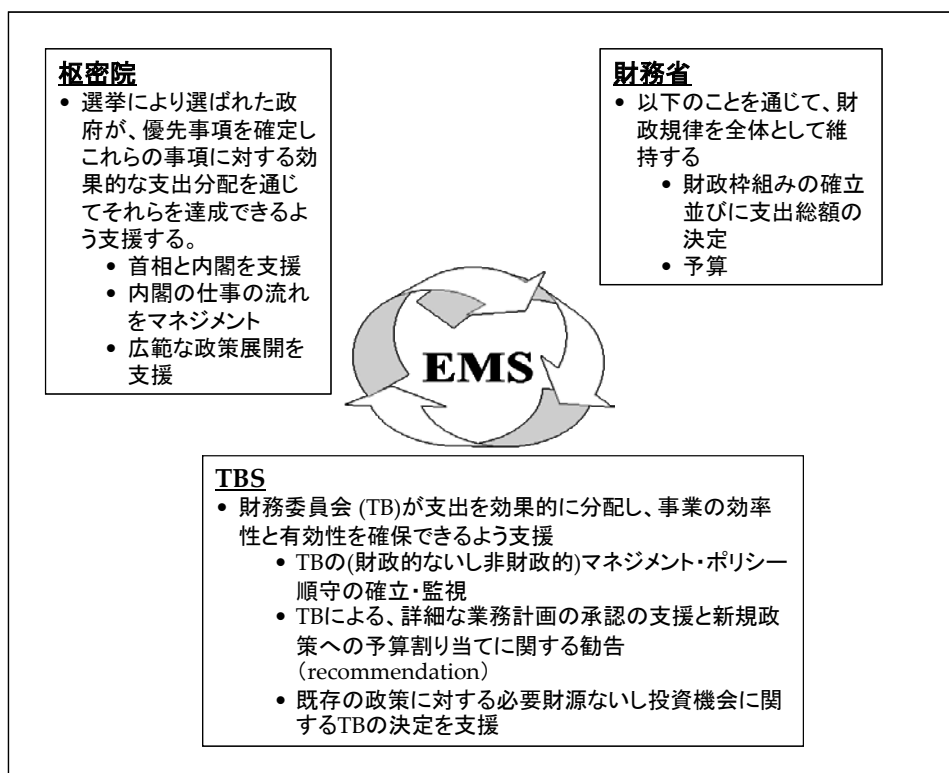 枢密院
• 選挙により選ばれた政
府が、優先事項を確定し
これらの事項に対する効
果的な支出分配を通じ
てそれらを達成できるよ
う支援する。
• 首相と内閣を支援
• 内閣の仕事の流れ
をマネジメント
• 広範な政策展開を
支援
財務省
• 以下のことを通じて、財
政規律を全体として維
持する
• 財政枠組みの確立
並びに支出総額の
決定
• 予算
EMS
TBS
• 財務委員会 (TB)が支出を効果的に分配し、事業の効率
性と有効性を確保できるよう支援
• TBの(財政的ないし非財政的)マネジメント・ポリシー
順守の確立・監視
• TBによる、詳細な業務計画の承認の支援と新規政
策への予算割り当てに関する勧告
（recommendation）
• 既存の政策に対する必要財源ないし投資機会に関
するTBの決定を支援